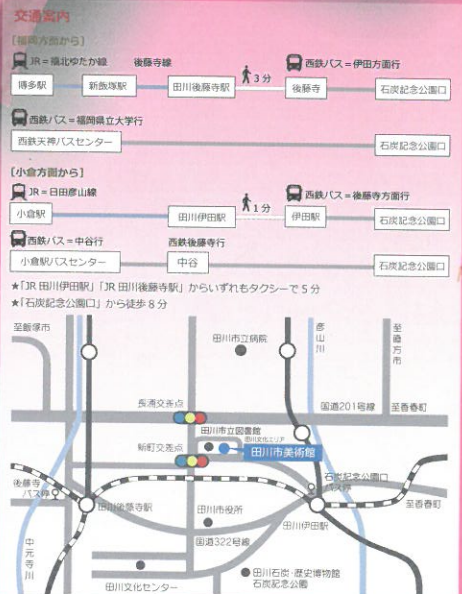 交通案内
[福岡方面から]
JR=福北ゆたか線 後藤寺線 3分 西鉄バス=伊田方面行
博多駅 新飯塚駅 田川後藤寺駅 後藤寺 石炭記念公園口
西鉄バス=福岡県立大学行
西鉄天神バスセンター 石炭記念公園口
[小倉方面から]
JR=日田彦山線 1分 西鉄バス=後藤寺方面行
小倉駅 田川伊田駅 伊田駅 石炭記念公園口
西鉄バス=中谷行 西鉄後藤寺行
小倉駅バスセンター 中谷 石炭記念公園口
★「JR田川伊田駅」「JR田川後藤寺駅」からいずれもタクシーで5分
★「石炭記念公園口」から徒歩8分
至飯塚市
田川市立病院
彦山川
至直方市
長浦交差点
国道201号線
至香春町
田川市立図書館
田川文化エリア
新町交差点
田川市美術館
後藤寺
バス停
石炭記念公園口
バス停
田川後藤寺駅
田川市役所
田川伊田駅
至香春町
国道322号線
中元寺川
田川文化センター
田川石炭・歴史博物館
石炭記念公園